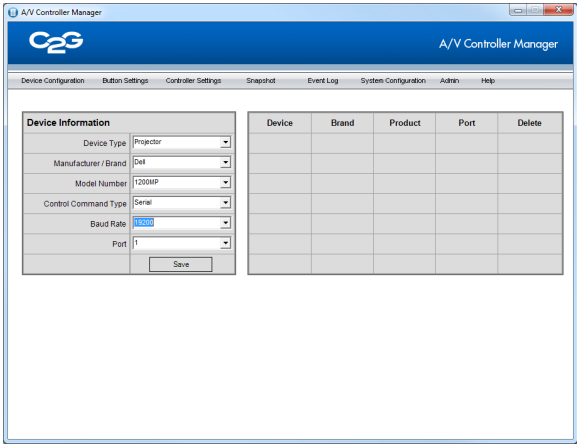 A/V Controller Manager
C2G
A/V Controller Manager
Device Configuration Button Settings Controller Settings Snapshot Event Log System Configuration Admin Help
Device Information
Device Type Projector
Manufacturer / Brand Dell
Model Number 1200MP
Control Command Type Serial
Baud Rate 19200
Port 1
Save
Device Brand Product Port Delete